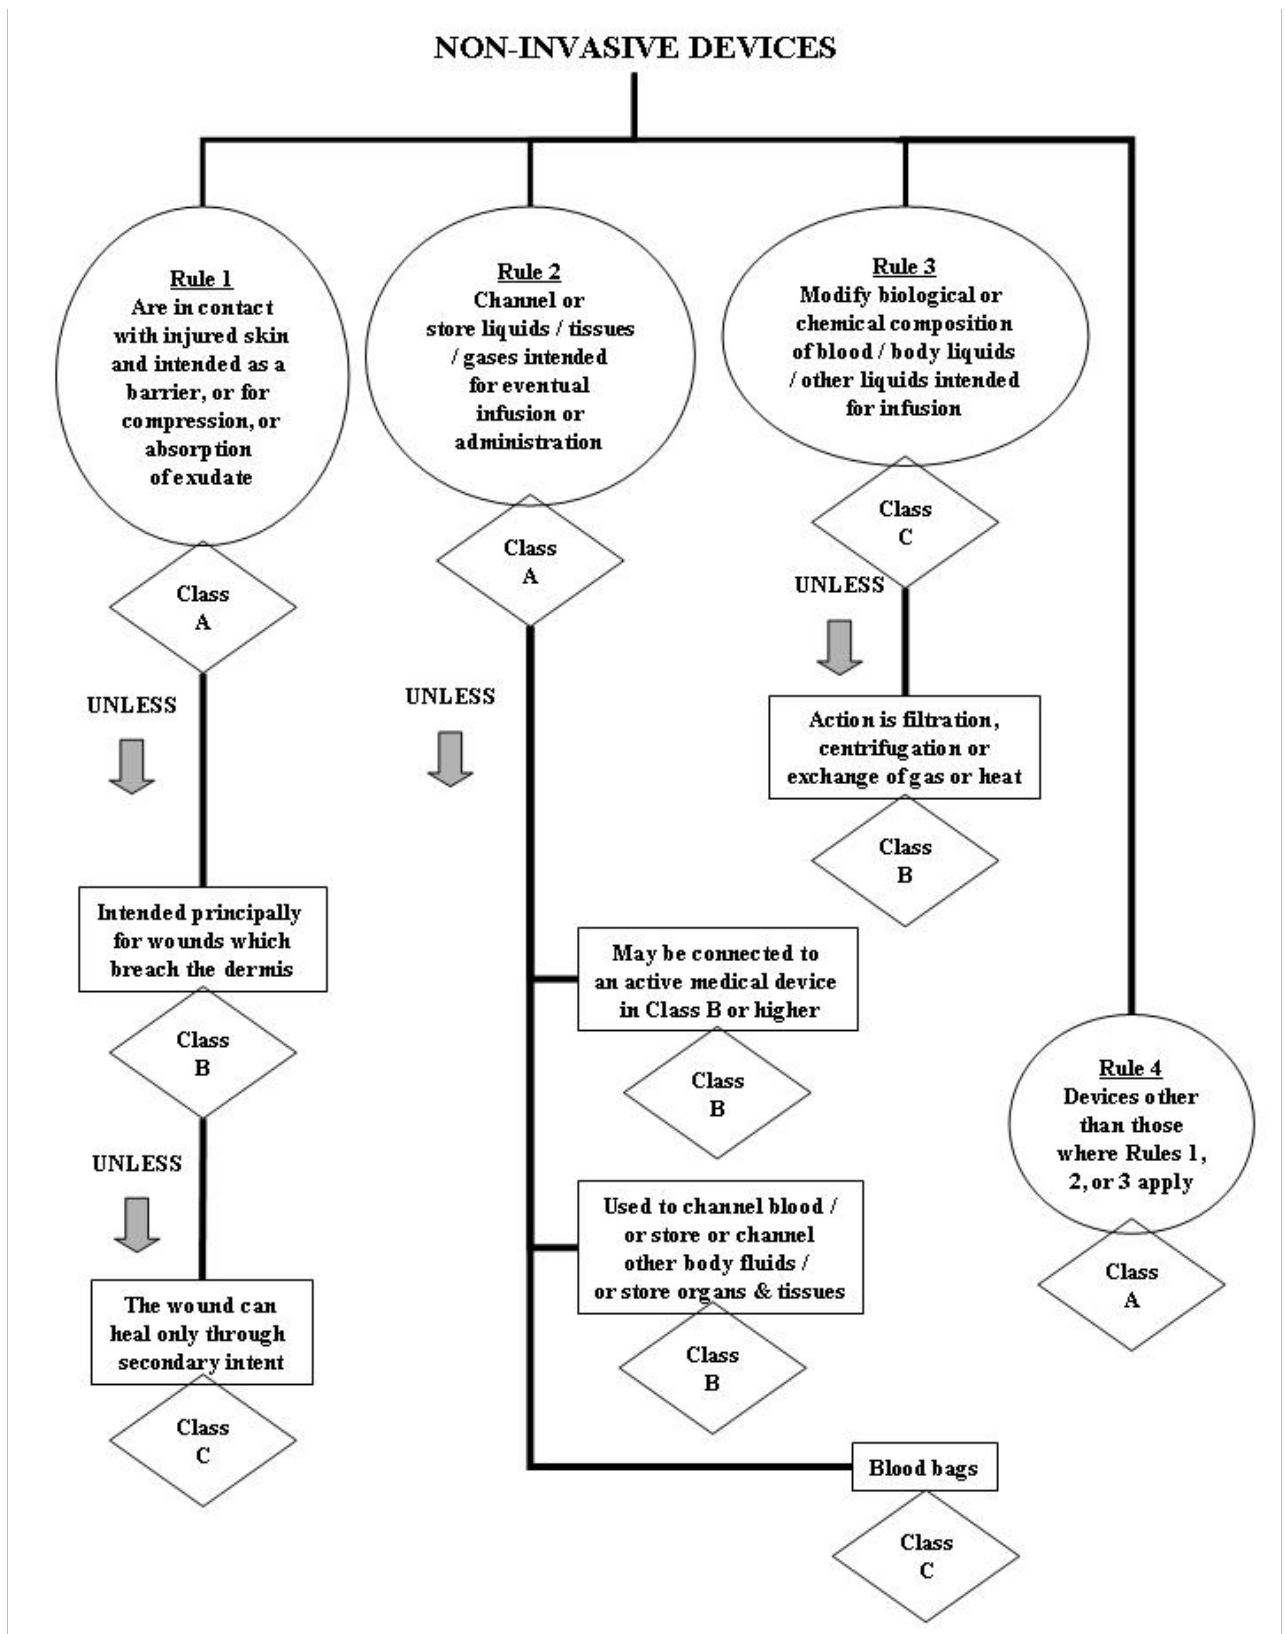 NON-INVASIVE DEVICES
Rule 1
Are in contact
with injured skin
and intended as a
barrier, or for
compression, or
absorption
of exudate
Class
A
UNLESS
Intended principally
for wounds which
breach the dermis
Class
B
UNLESS
The wound can
heal only through
secondary intent
Class
C
Rule 2
Channel or
store liquids / tissues
/ gases intended
for eventual
infusion or
administration
Class
A
UNLESS
May be connected to
an active medical device
in Class B or higher
Class
B
Used to channel blood /
or store or channel
other body fluids /
or store organs & tissues
Class
B
Blood bags
Class
C
Rule 3
Modify biological or
chemical composition
of blood / body liquids
/ other liquids intended
for infusion
Class
C
UNLESS
Action is filtration,
centrifugation or
exchange of gas or heat
Class
B
Rule 4
Devices other
than those
where Rules 1,
2, or 3 apply
Class
A